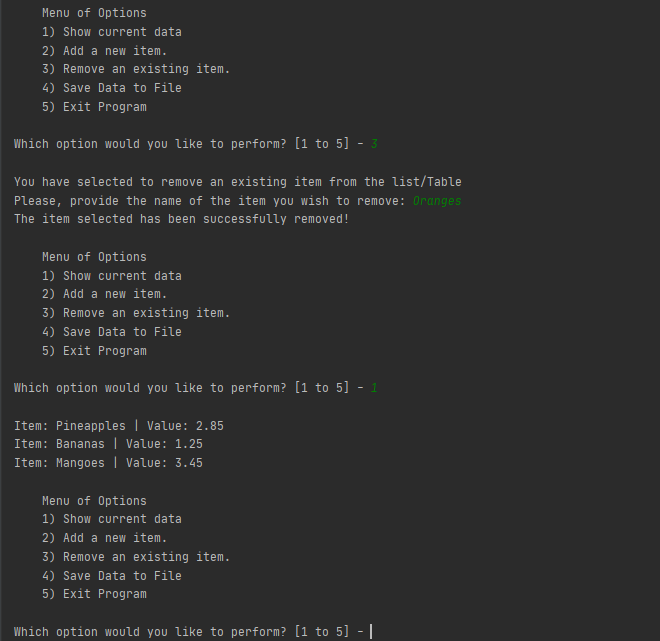 Menu of Options
1) Show current data
2) Add a new item.
3) Remove an existing item.
4) Save Data to File
5) Exit Program
Which option would you like to perform? [1 to 5] - 3
You have selected to remove an existing item from the list/Table
Please, provide the name of the item you wish to remove: Oranges
The item selected has been successfully removed!
Menu of Options
1) Show current data
2) Add a new item.
3) Remove an existing item.
4) Save Data to File
5) Exit Program
Which option would you like to perform? [1 to 5] - 1
Item: Pineapples | Value: 2.85
Item: Bananas | Value: 1.25
Item: Mangoes | Value: 3.45
Menu of Options
1) Show current data
2) Add a new item.
3) Remove an existing item.
4) Save Data to File
5) Exit Program
Which option would you like to perform? [1 to 5] -